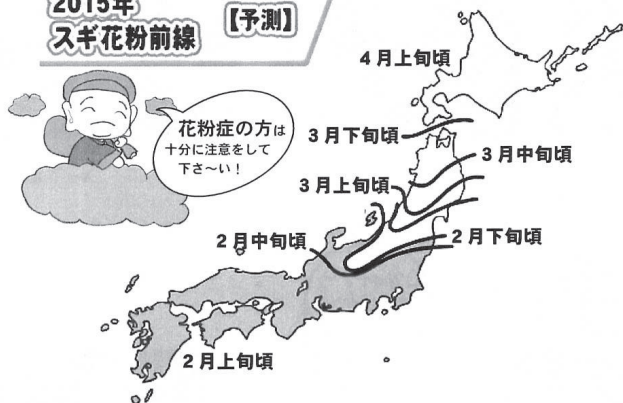 2015年
スギ花粉前線
【予測】
花粉症の方は
十分に注意をして
下さ〜い！
4月上旬頃
3月下旬頃
3月中旬頃
3月上旬頃
2月中旬頃
2月下旬頃
2月上旬頃